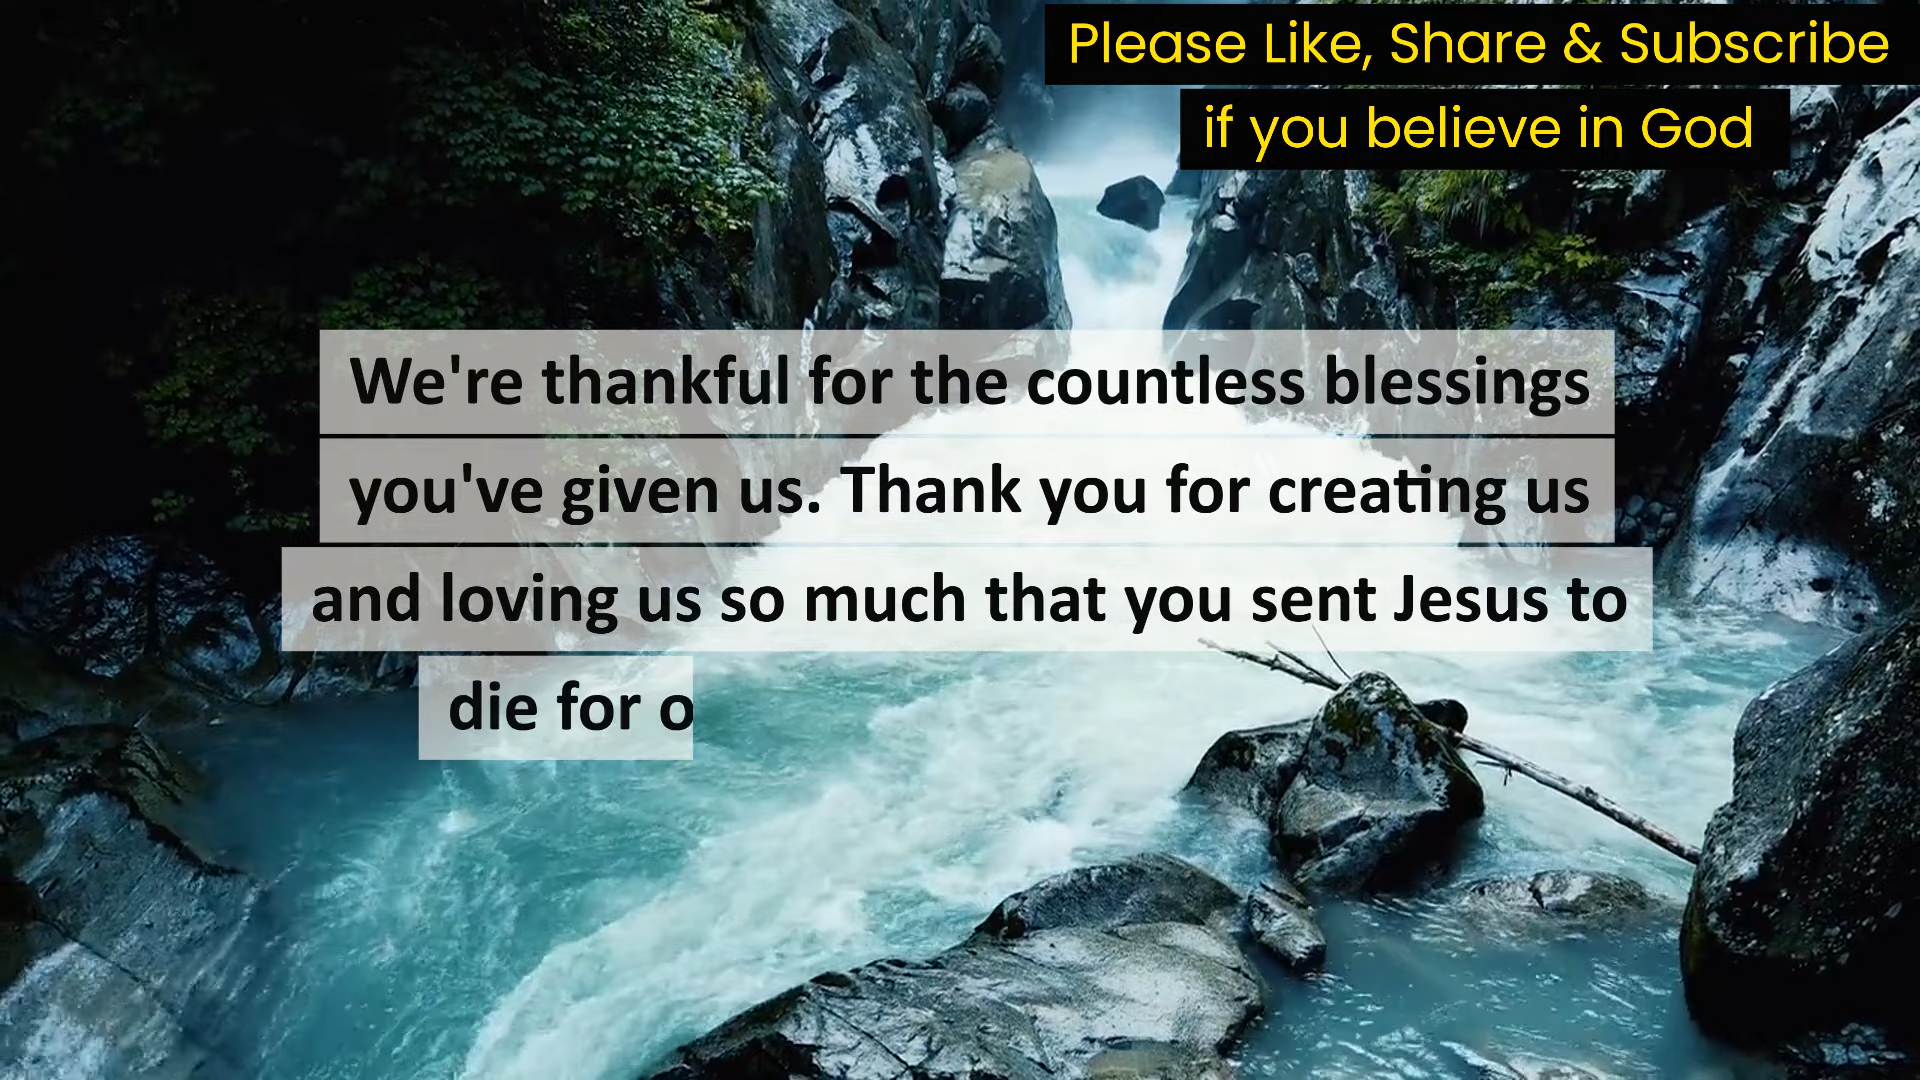 Please Like, Share & Subscribe
if you believe in God
We're thankful for the countless blessings
you've given us. Thank you for creating us
and loving us so much that you sent Jesus to
die for o